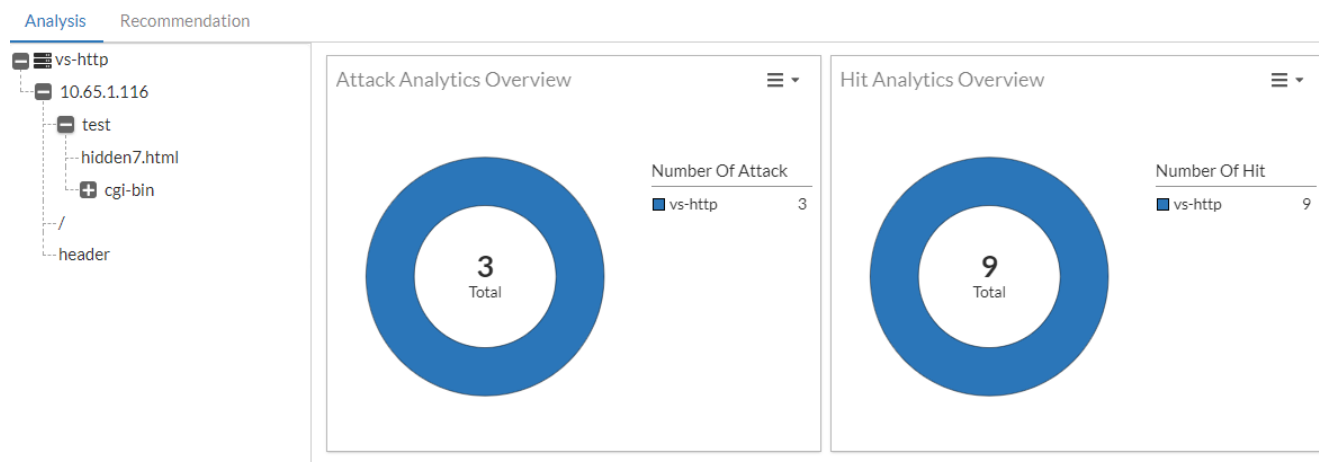 Analysis Recommendation
vs-http
10.65.1.116
test
hidden7.html
cgi-bin
/
header
Attack Analytics Overview
Number Of Attack
vs-http 3
3
Total
Hit Analytics Overview
Number Of Hit
vs-http 9
9
Total